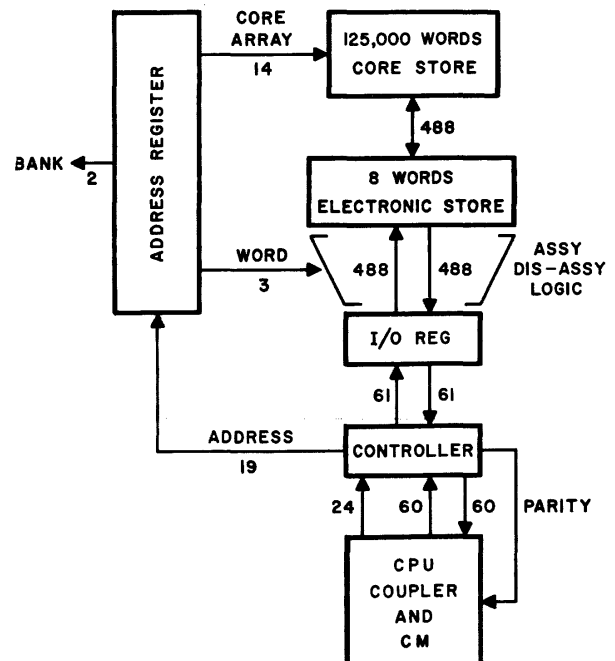 CORE
ARRAY
14
125,000 WORDS
CORE STORE
488
BANK
2
ADDRESS REGISTER
8 WORDS
ELECTRONIC STORE
WORD
3
488
488
ASSY
DIS-ASSY
LOGIC
I/O REG
61
61
ADDRESS
19
CONTROLLER
24
60
60
PARITY
CPU
COUPLER
AND
CM